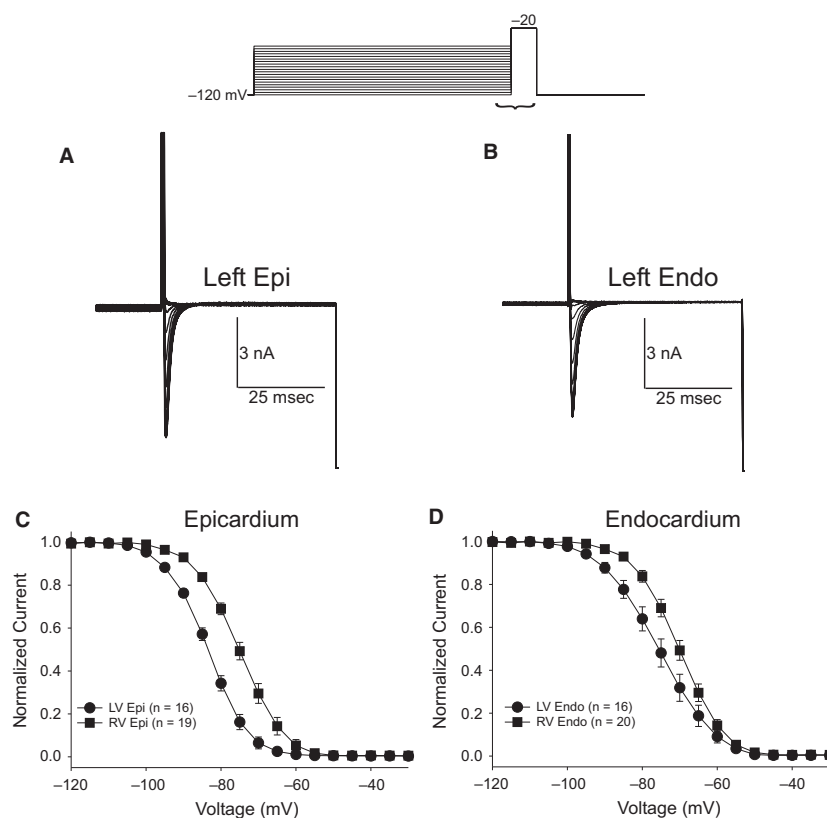 –20
–120 mV
A
B
Left Epi
Left Endo
3 nA
25 msec
3 nA
25 msec
C
Epicardium
D
Endocardium
1.0
0.8
0.6
0.4
0.2
0.0
Normalized Current
LV Epi (n = 16)
RV Epi (n = 19)
–120
–100
–80
–60
–40
Voltage (mV)
1.0
0.8
0.6
0.4
0.2
0.0
Normalized Current
LV Endo (n = 16)
RV Endo (n = 20)
–120
–100
–80
–60
–40
Voltage (mV)